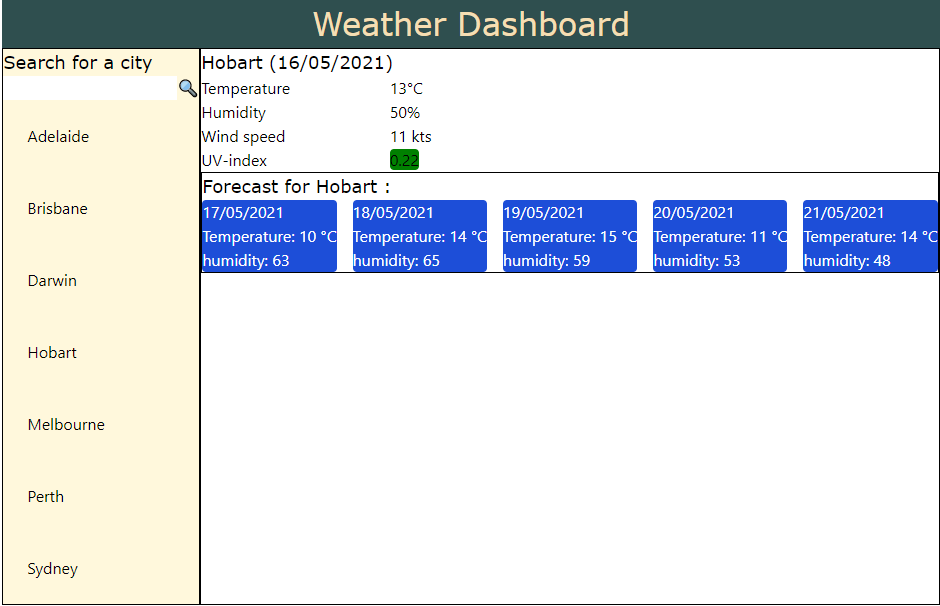 Weather Dashboard
Search for a city
Adelaide
Brisbane
Darwin
Hobart
Melbourne
Perth
Sydney
Hobart (16/05/2021)
Temperature 13°C
Humidity 50%
Wind speed 11 kts
UV-index 0.22
Forecast for Hobart :
17/05/2021
Temperature: 10 °C
humidity: 63
18/05/2021
Temperature: 14 °C
humidity: 65
19/05/2021
Temperature: 15 °C
humidity: 59
20/05/2021
Temperature: 11 °C
humidity: 53
21/05/2021
Temperature: 14 °C
humidity: 48